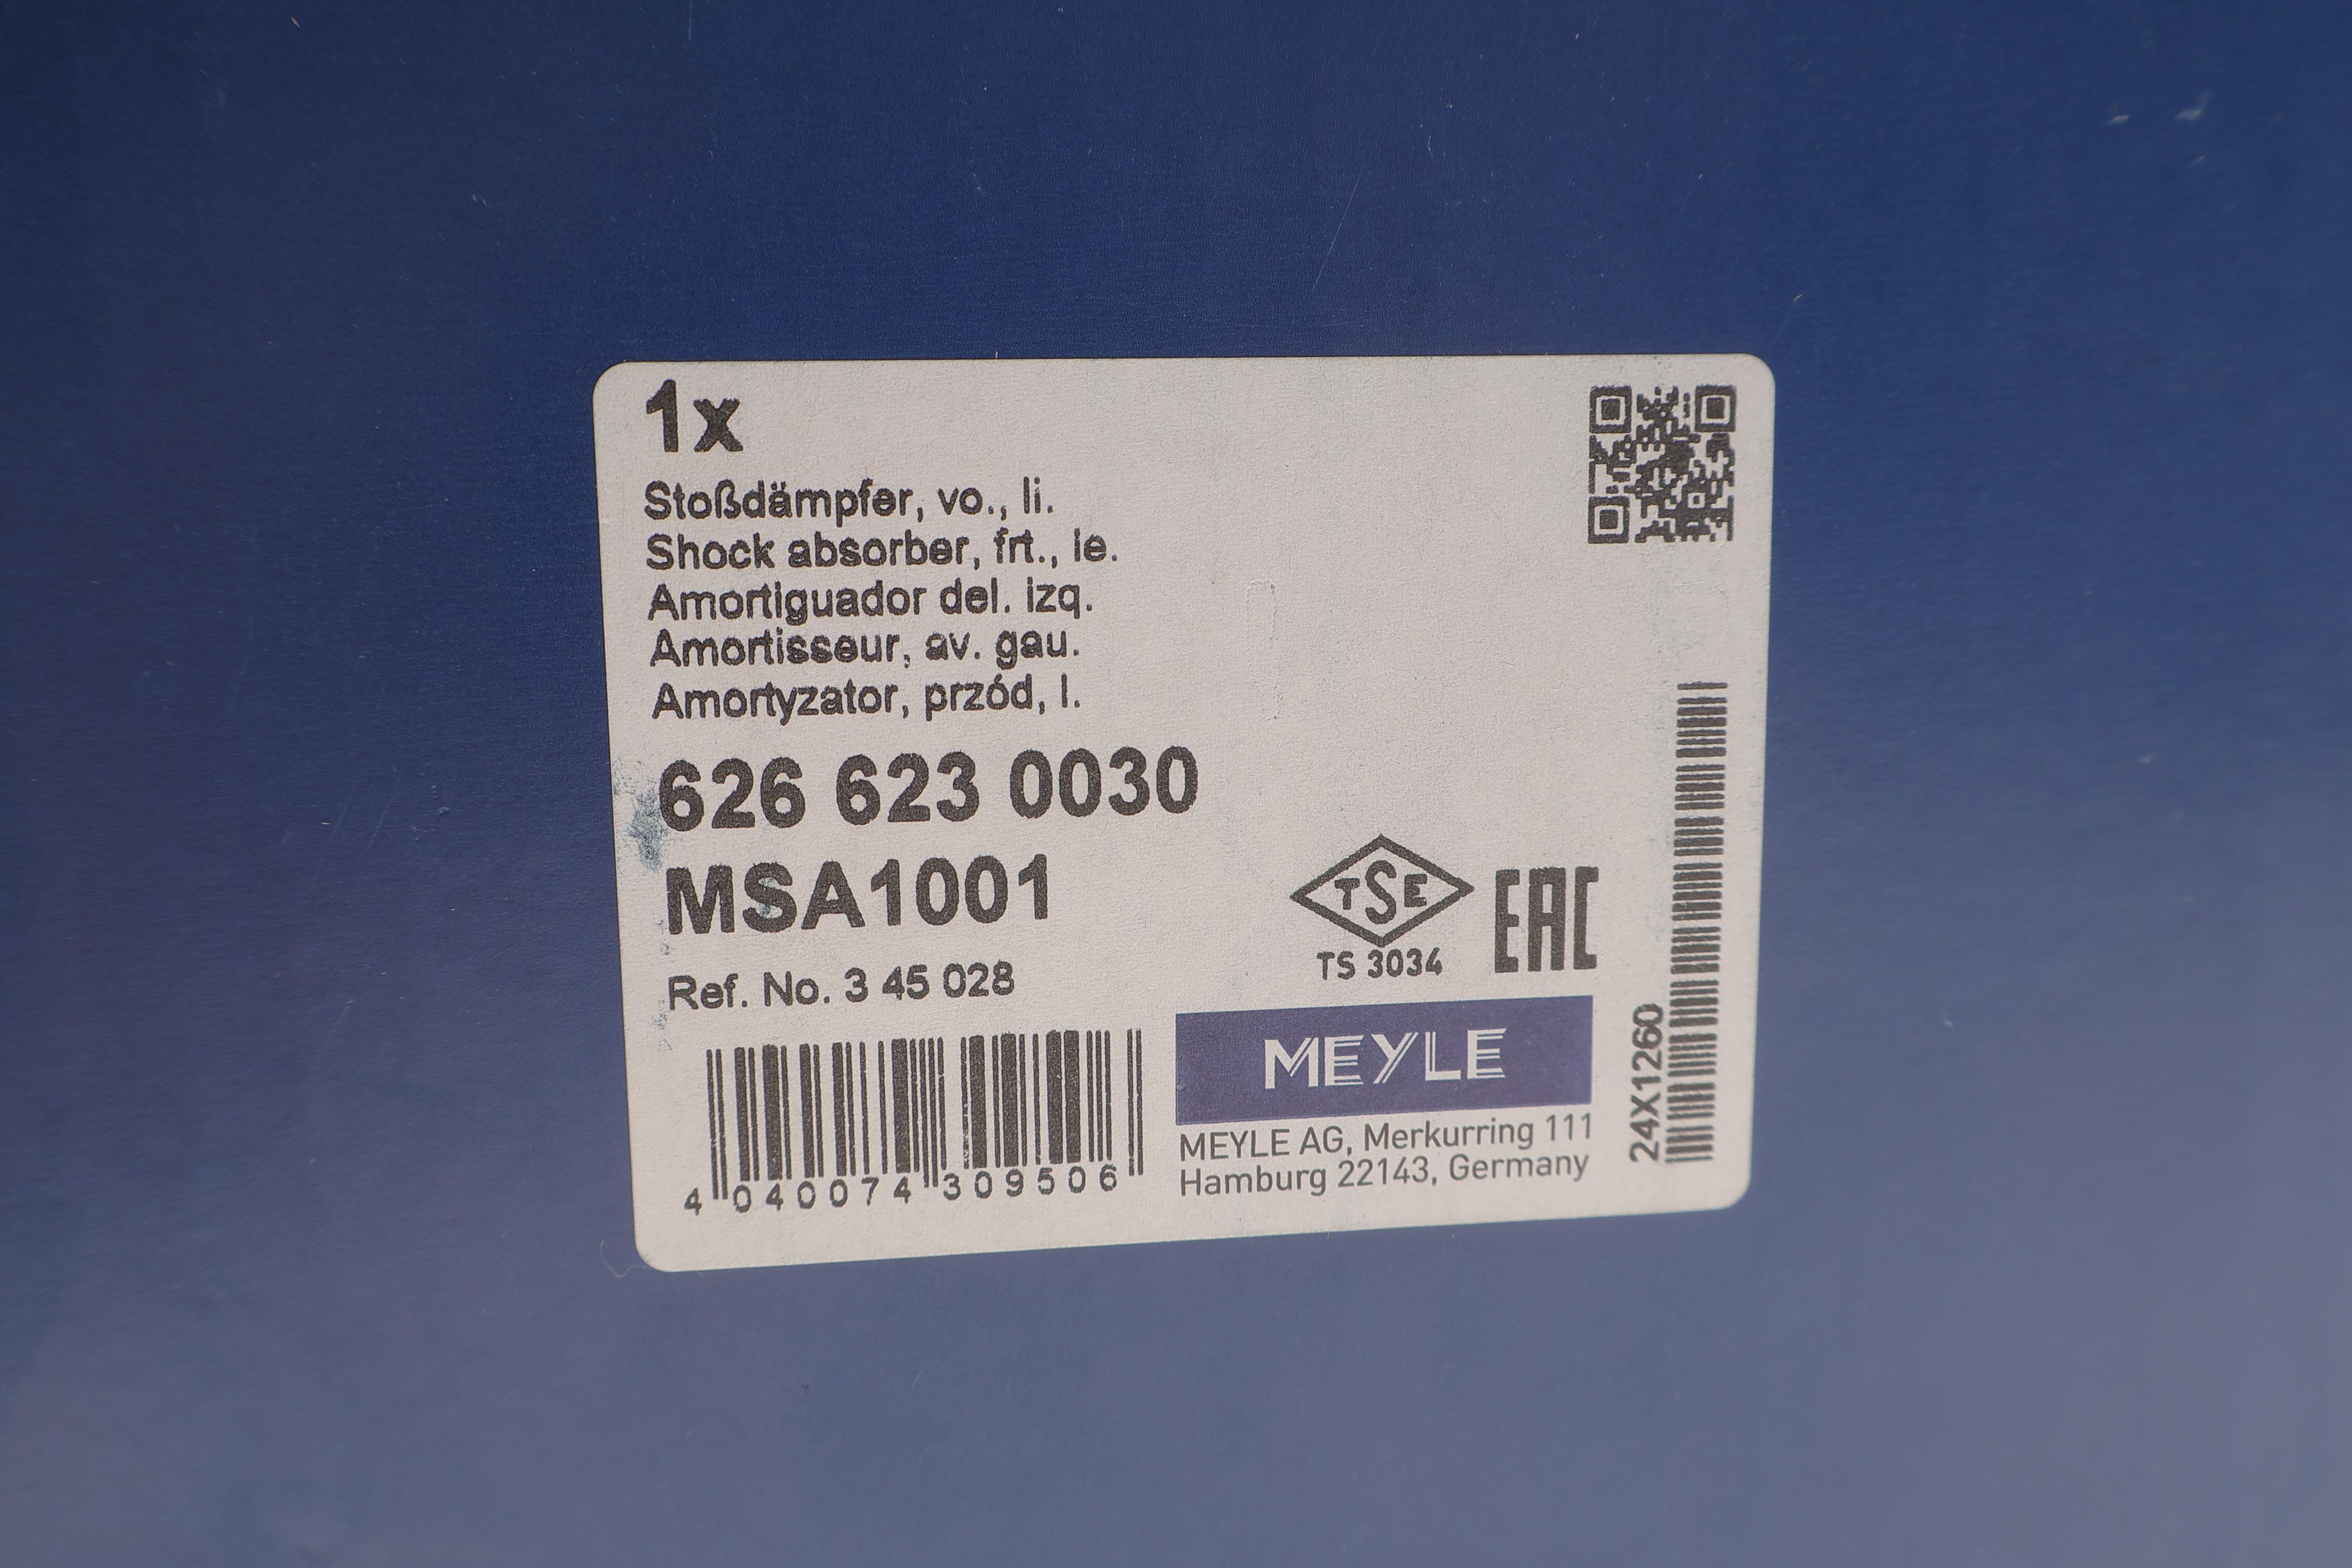 1x
Stoßdämpfer, vo., li.
Shock absorber, frt., le.
Amortiguador del. izq.
Amortisseur, av. gau.
Amortyzator, przód, l.
626 623 0030
MSA1001
TSE
EAC
TS 3034
Ref. No. 3 45 028
MEYLE
MEYLE AG, Merkurring 111
Hamburg 22143, Germany
4 040074 309506
24X1260